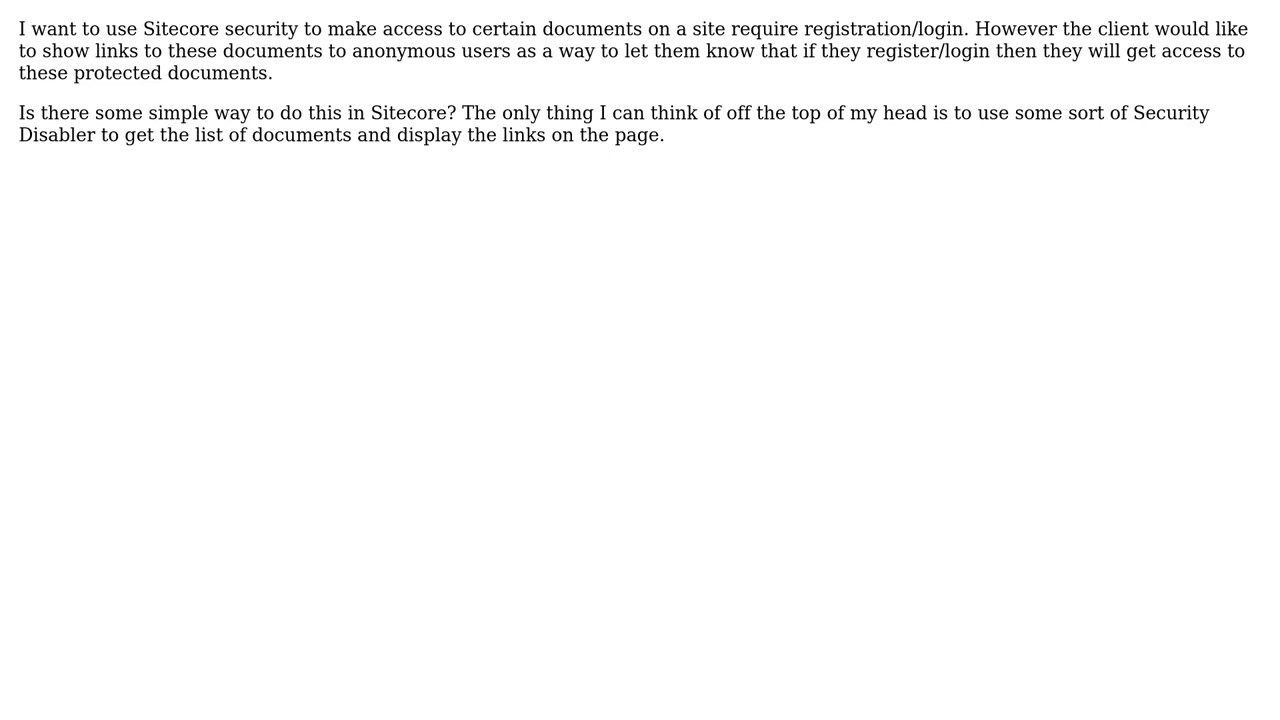 I want to use Sitecore security to make access to certain documents on a site require registration/login. However the client would like
to show links to these documents to anonymous users as a way to let them know that if they register/login then they will get access to
these protected documents.
Is there some simple way to do this in Sitecore? The only thing I can think of off the top of my head is to use some sort of Security
Disabler to get the list of documents and display the links on the page.